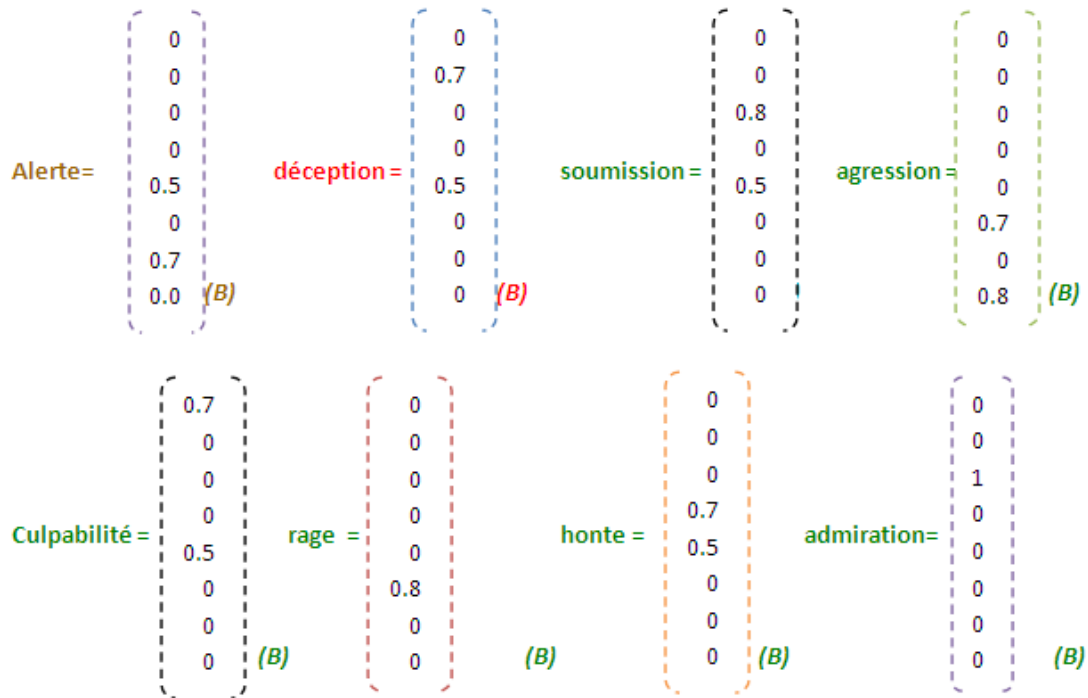 0 0 0 0
0 0.7 0 0
0 0 0.8 0
0 0 0 0
Alerte= 0.5 déception = 0.5 soumission = 0.5 agression = 0
0 0 0 0.7
0.7 0 0 0
0.0 (B) 0 (B) 0 0.8 (B)
0.7 0 0 0
0 0 0 0
0 0 0 1
0 0 0.7 0
Culpabilité = 0.5 rage = 0 honte = 0.5 admiration= 0
0 0.8 0 0
0 0 0 0
0 (B) 0 (B) 0 (B) 0 (B)